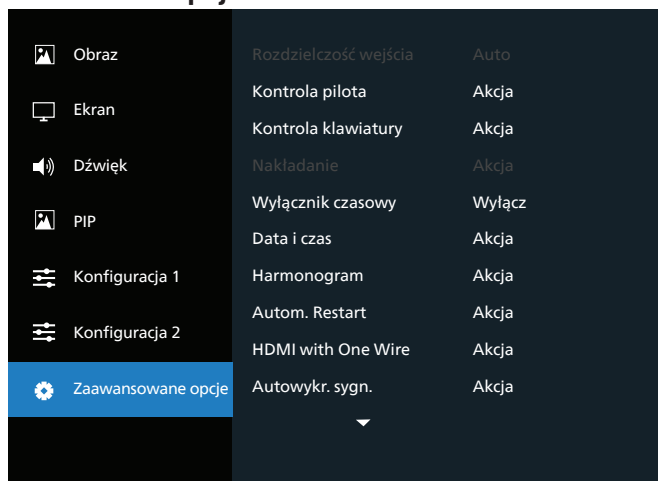 Obraz
Ekran
Dźwięk
PIP
Konfiguracja 1
Konfiguracja 2
Zaawansowane opcje
Rozdzielczość wejścia Auto
Kontrola pilota Akcja
Kontrola klawiatury Akcja
Nakładanie Akcja
Wyłącznik czasowy Wyłącz
Data i czas Akcja
Harmonogram Akcja
Autom. Restart Akcja
HDMI with One Wire Akcja
Autowykr. sygn. Akcja